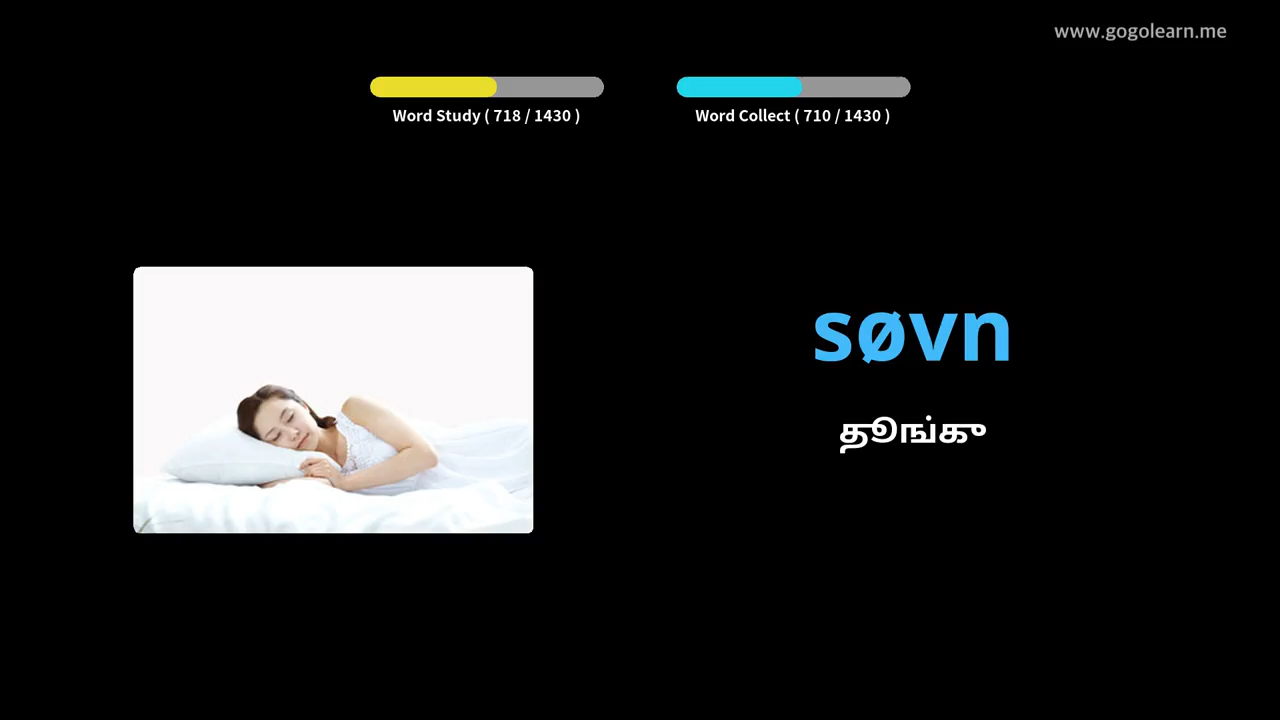 www.gogolearn.me
Word Study ( 718 / 1430 )
Word Collect ( 710 / 1430 )
søvn
தூங்கு